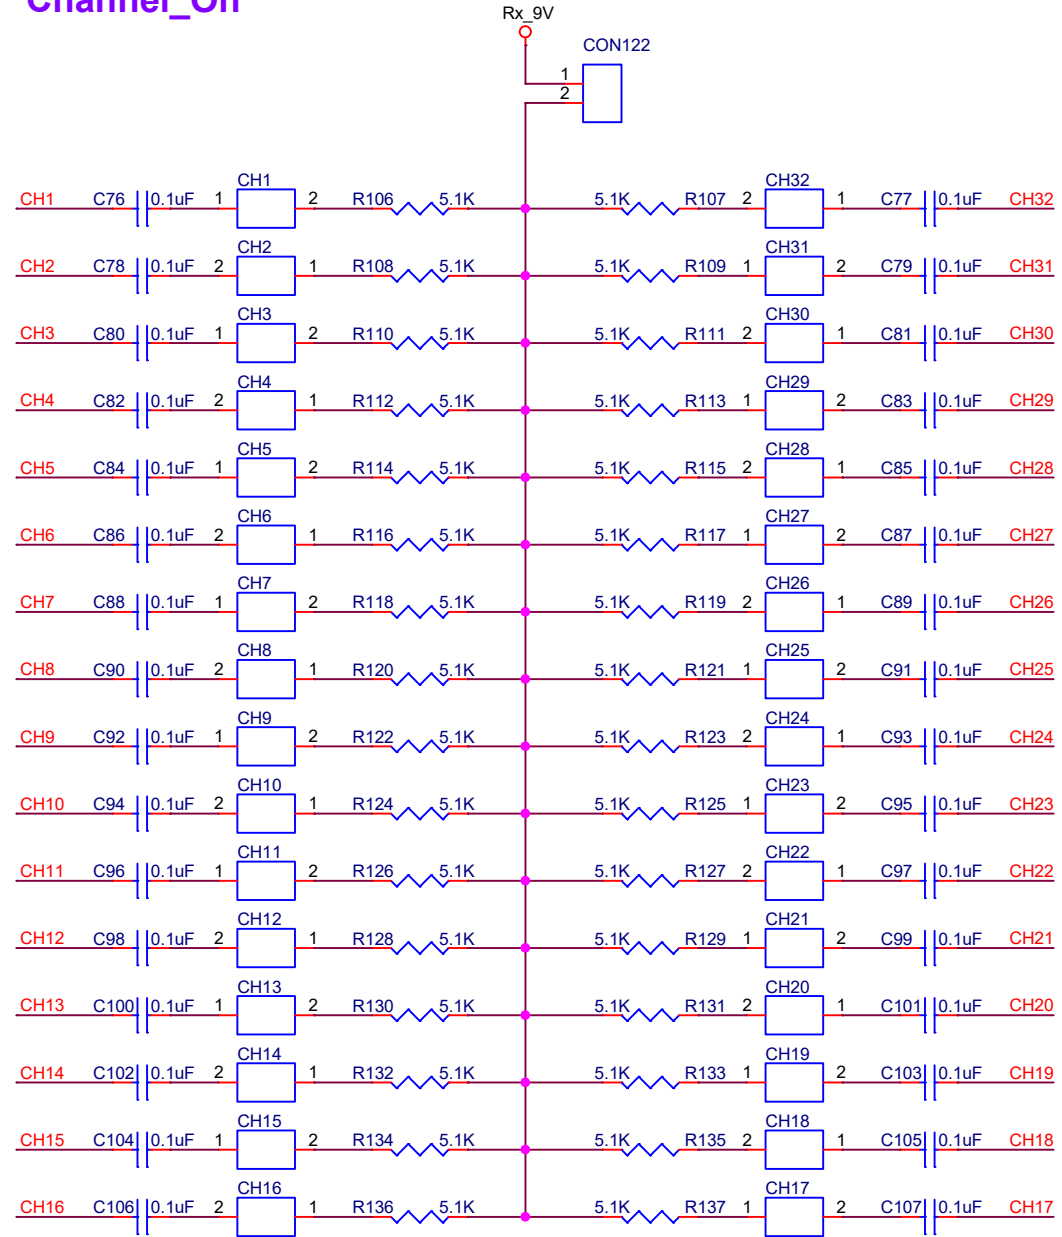 Channel_On
Rx_9V
CON122
1
2
CH1 C76 0.1uF 1 CH1 2 R106 5.1K 5.1K R107 2 CH32 1 C77 0.1uF CH32
CH2 C78 0.1uF 2 CH2 1 R108 5.1K 5.1K R109 1 CH31 2 C79 0.1uF CH31
CH3 C80 0.1uF 1 CH3 2 R110 5.1K 5.1K R111 2 CH30 1 C81 0.1uF CH30
CH4 C82 0.1uF 2 CH4 1 R112 5.1K 5.1K R113 1 CH29 2 C83 0.1uF CH29
CH5 C84 0.1uF 1 CH5 2 R114 5.1K 5.1K R115 2 CH28 1 C85 0.1uF CH28
CH6 C86 0.1uF 2 CH6 1 R116 5.1K 5.1K R117 1 CH27 2 C87 0.1uF CH27
CH7 C88 0.1uF 1 CH7 2 R118 5.1K 5.1K R119 2 CH26 1 C89 0.1uF CH26
CH8 C90 0.1uF 2 CH8 1 R120 5.1K 5.1K R121 1 CH25 2 C91 0.1uF CH25
CH9 C92 0.1uF 1 CH9 2 R122 5.1K 5.1K R123 2 CH24 1 C93 0.1uF CH24
CH10 C94 0.1uF 2 CH10 1 R124 5.1K 5.1K R125 1 CH23 2 C95 0.1uF CH23
CH11 C96 0.1uF 1 CH11 2 R126 5.1K 5.1K R127 2 CH22 1 C97 0.1uF CH22
CH12 C98 0.1uF 2 CH12 1 R128 5.1K 5.1K R129 1 CH21 2 C99 0.1uF CH21
CH13 C100 0.1uF 1 CH13 2 R130 5.1K 5.1K R131 2 CH20 1 C101 0.1uF CH20
CH14 C102 0.1uF 2 CH14 1 R132 5.1K 5.1K R133 1 CH19 2 C103 0.1uF CH19
CH15 C104 0.1uF 1 CH15 2 R134 5.1K 5.1K R135 2 CH18 1 C105 0.1uF CH18
CH16 C106 0.1uF 2 CH16 1 R136 5.1K 5.1K R137 1 CH17 2 C107 0.1uF CH17